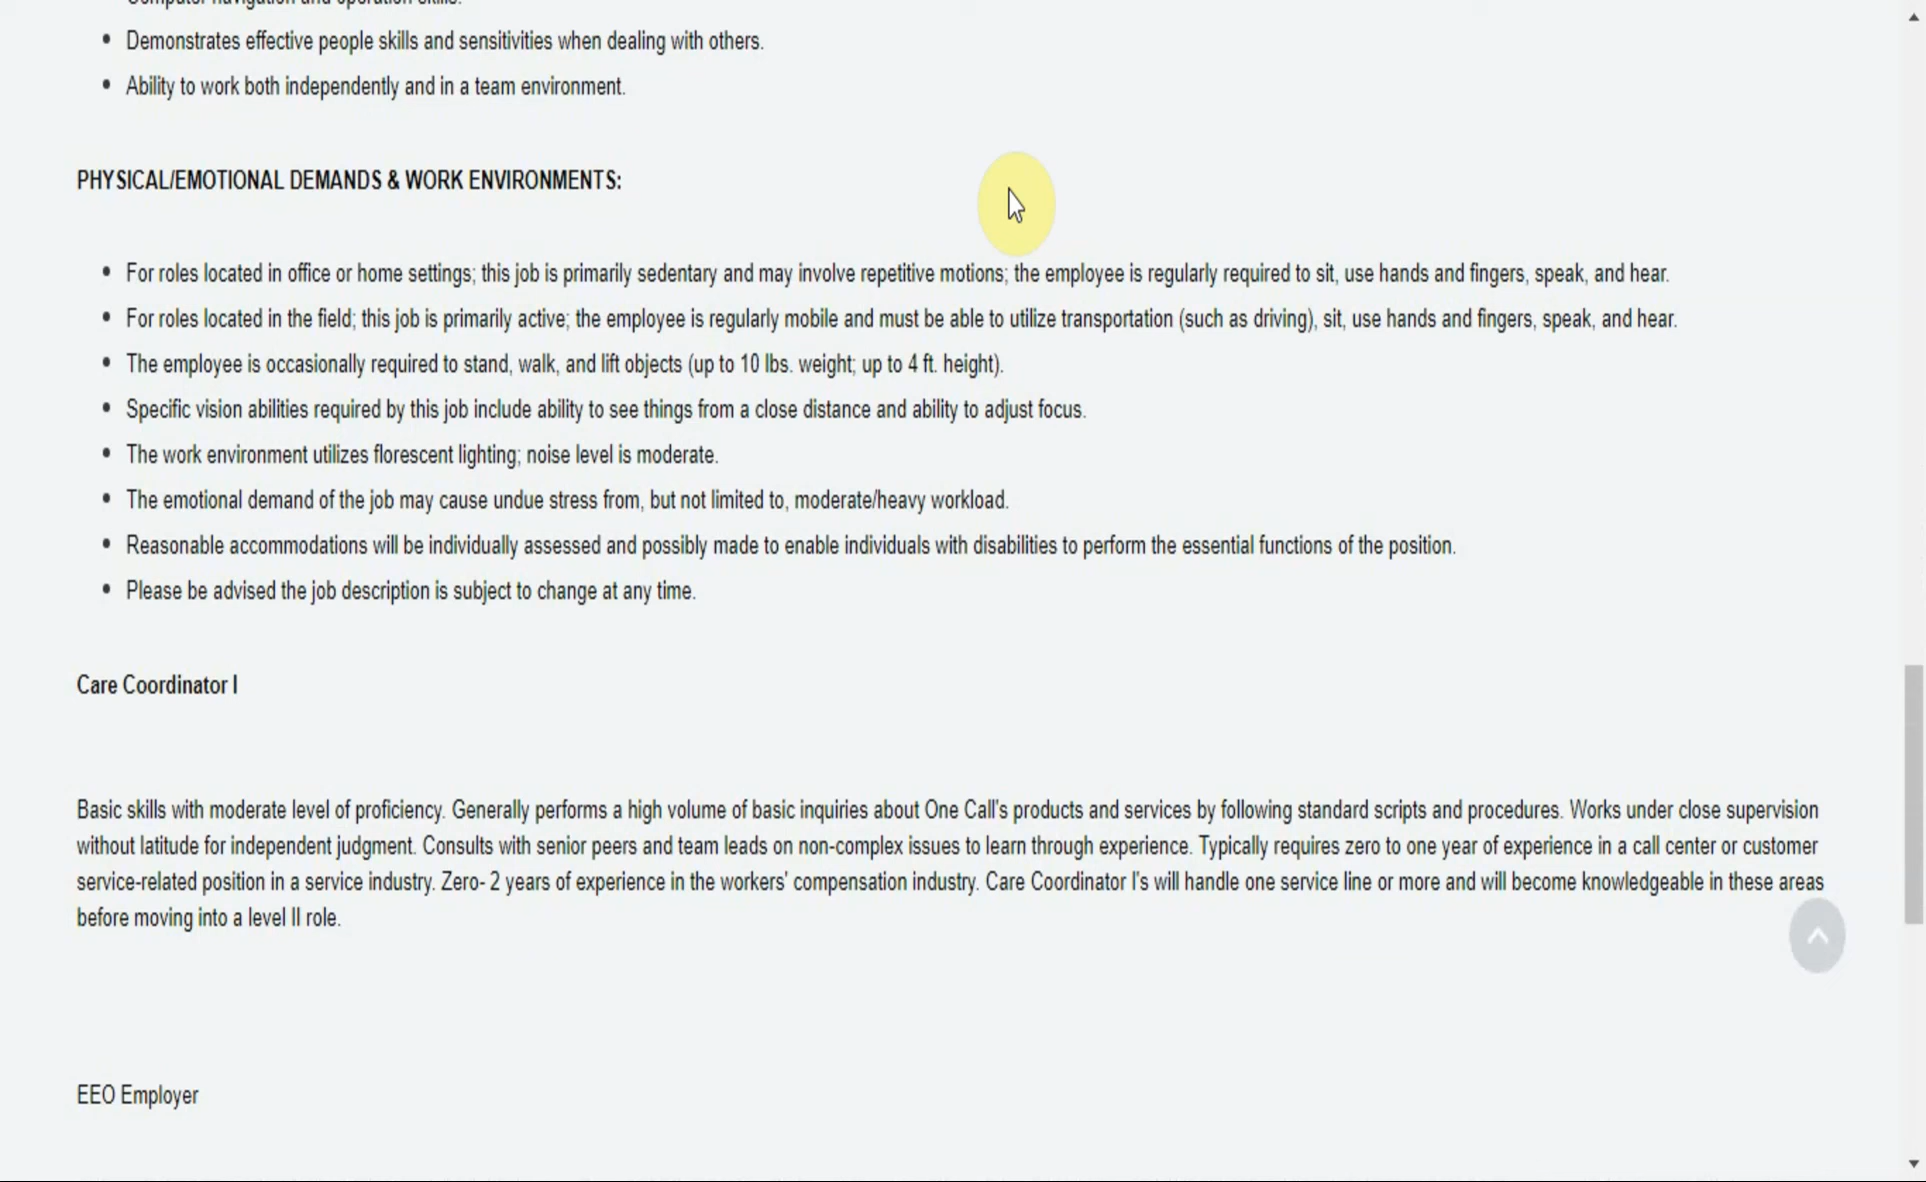 Computer navigation and operation skills.
Demonstrates effective people skills and sensitivities when dealing with others.
Ability to work both independently and in a team environment.
PHYSICAL/EMOTIONAL DEMANDS & WORK ENVIRONMENTS:
For roles located in office or home settings; this job is primarily sedentary and may involve repetitive motions; the employee is regularly required to sit, use hands and fingers, speak, and hear.
For roles located in the field; this job is primarily active; the employee is regularly mobile and must be able to utilize transportation (such as driving), sit, use hands and fingers, speak, and hear.
The employee is occasionally required to stand, walk, and lift objects (up to 10 lbs. weight; up to 4 ft. height).
Specific vision abilities required by this job include ability to see things from a close distance and ability to adjust focus.
The work environment utilizes florescent lighting; noise level is moderate.
The emotional demand of the job may cause undue stress from, but not limited to, moderate/heavy workload.
Reasonable accommodations will be individually assessed and possibly made to enable individuals with disabilities to perform the essential functions of the position.
Please be advised the job description is subject to change at any time.
Care Coordinator I
Basic skills with moderate level of proficiency. Generally performs a high volume of basic inquiries about One Call's products and services by following standard scripts and procedures. Works under close supervision
without latitude for independent judgment. Consults with senior peers and team leads on non-complex issues to learn through experience. Typically requires zero to one year of experience in a call center or customer
service-related position in a service industry. Zero- 2 years of experience in the workers' compensation industry. Care Coordinator I's will handle one service line or more and will become knowledgeable in these areas
before moving into a level II role.
EEO Employer